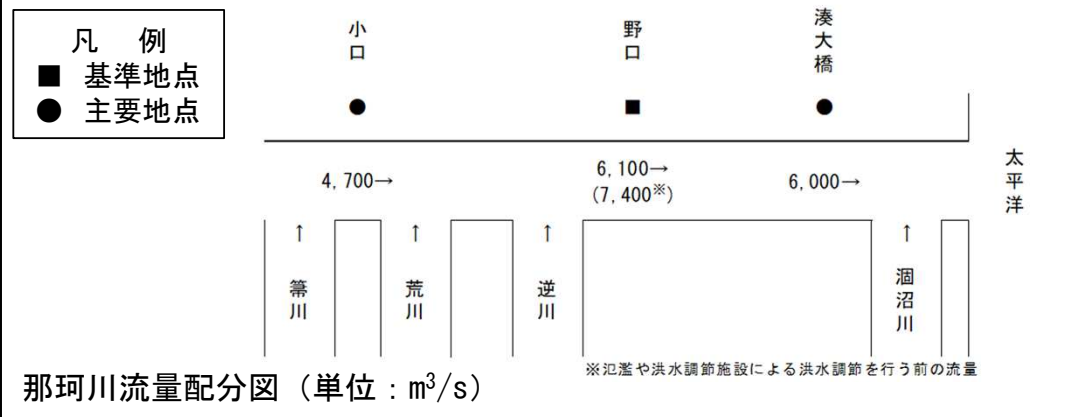 凡 例
■ 基準地点
● 主要地点
小口
野口
湊大橋
●
■
●
4,700→
6,100→
(7,400※)
6,000→
太平洋
↑
↑
↑
↑
箒川
荒川
逆川
涸沼川
※氾濫や洪水調節施設による洪水調節を行う前の流量
那珂川流量配分図（単位：m³/s）